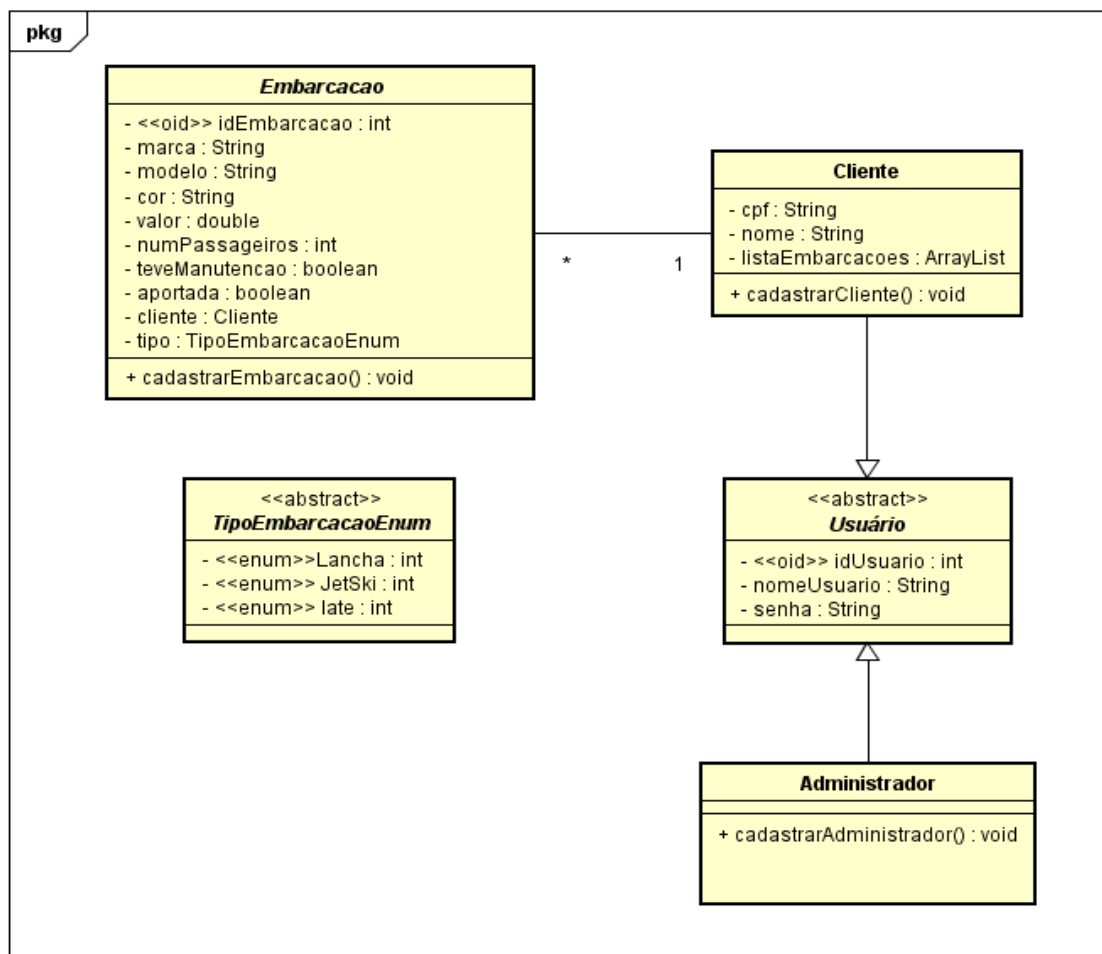 pkg
Embarcacao
- <<oid>> idEmbarcacao : int
- marca : String
- modelo : String
- cor : String
- valor : double
- numPassageiros : int
- teveManutencao : boolean
- aportada : boolean
- cliente : Cliente
- tipo : TipoEmbarcacaoEnum
+ cadastrarEmbarcacao() : void
*
1
Cliente
- cpf : String
- nome : String
- listaEmbarcacoes : ArrayList
+ cadastrarCliente() : void
<<abstract>>
TipoEmbarcacaoEnum
- <<enum>>Lancha : int
- <<enum>> JetSki : int
- <<enum>> Iate : int
<<abstract>>
Usuário
- <<oid>> idUsuario : int
- nomeUsuario : String
- senha : String
Administrador
+ cadastrarAdministrador() : void